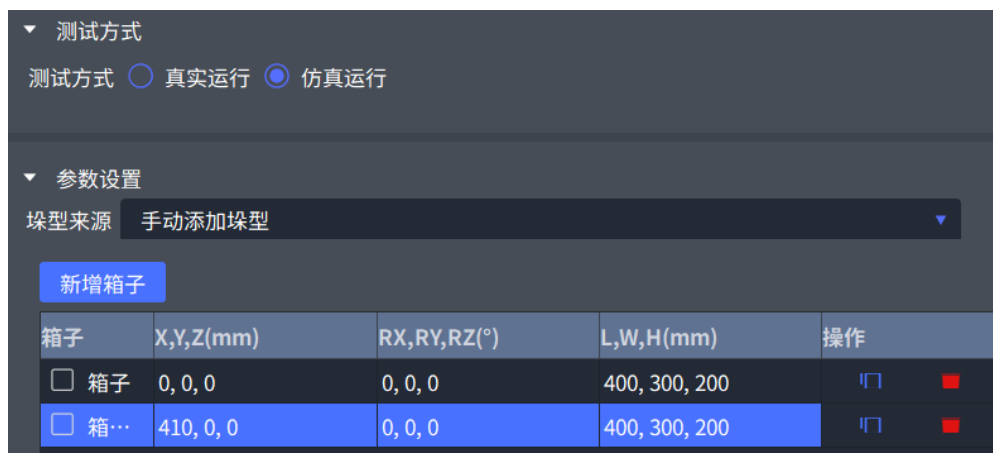 测试方式
测试方式 真实运行 仿真运行
参数设置
垛型来源 手动添加垛型
新增箱子
箱子 X,Y,Z(mm) RX,RY,RZ(°) L,W,H(mm) 操作
箱子 0, 0, 0 0, 0, 0 400, 300, 200
箱… 410, 0, 0 0, 0, 0 400, 300, 200